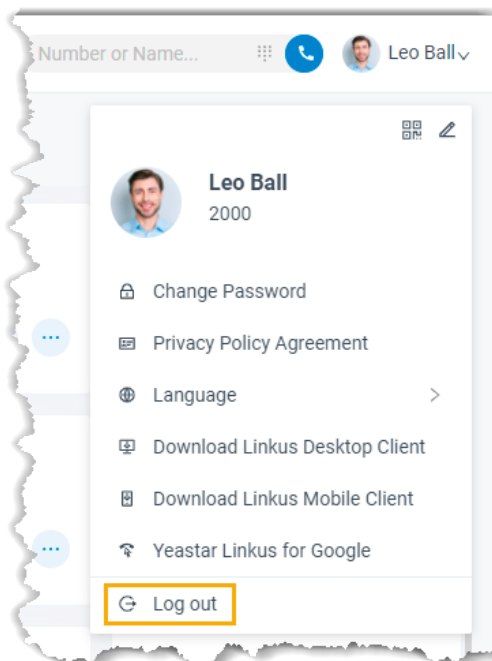 Number or Name...
Leo Ball
Leo Ball
2000
Change Password
Privacy Policy Agreement
Language
Download Linkus Desktop Client
Download Linkus Mobile Client
Yeastar Linkus for Google
Log out